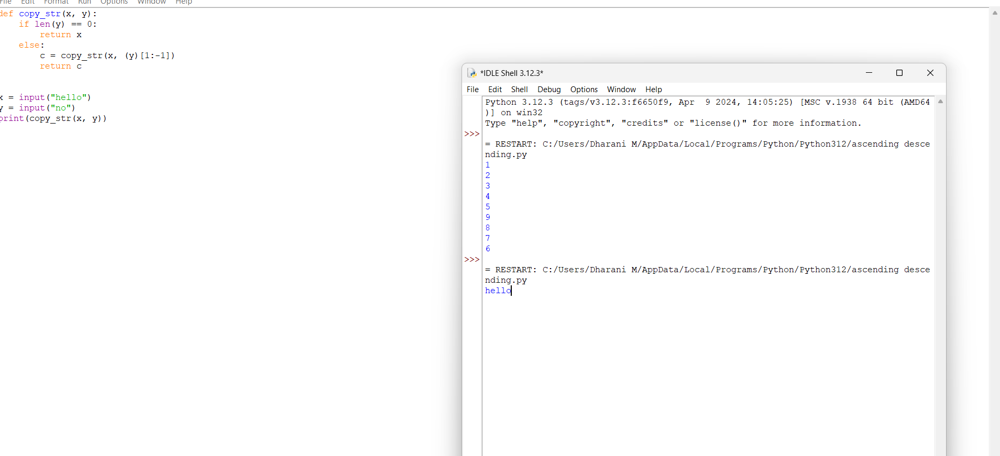 File Edit Format Run Options Window Help
def copy_str(x, y):
    if len(y) == 0:
        return x
    else:
        c = copy_str(x, (y)[1:-1])
        return c
x = input("hello")
y = input("no")
print(copy_str(x, y))
*IDLE Shell 3.12.3*
File Edit Shell Debug Options Window Help
Python 3.12.3 (tags/v3.12.3:f6650f9, Apr  9 2024, 14:05:25) [MSC v.1938 64 bit (AMD64
)] on win32
Type "help", "copyright", "credits" or "license()" for more information.
>>>
= RESTART: C:/Users/Dharani M/AppData/Local/Programs/Python/Python312/ascending desce
nding.py
1
2
3
4
5
9
8
7
6
>>>
= RESTART: C:/Users/Dharani M/AppData/Local/Programs/Python/Python312/ascending desce
nding.py
hello